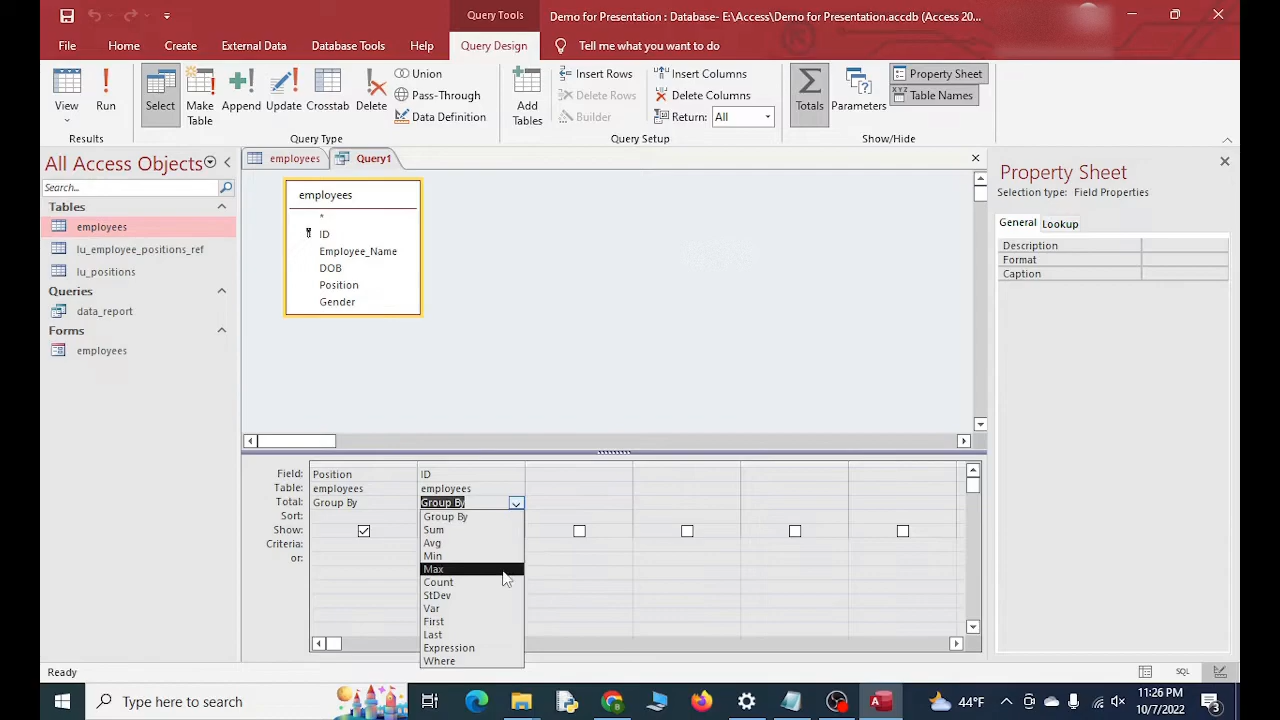 Query Tools
Demo for Presentation : Database- E:\Access\Demo for Presentation.accdb (Access 20...
File Home Create External Data Database Tools Help Query Design Tell me what you want to do
View Run
Results
Select Make Table Append Update Crosstab Delete
Union
Pass-Through
Data Definition
Query Type
Add Tables
Insert Rows
Delete Rows
Builder
Insert Columns
Delete Columns
Return: All
Query Setup
Totals Parameters
Property Sheet
XYZ Table Names
Show/Hide
All Access Objects
Search...
Tables
employees
lu_employee_positions_ref
lu_positions
Queries
data_report
Forms
employees
employees Query1
employees
*
ID
Employee_Name
DOB
Position
Gender
Field: Position ID
Table: employees employees
Total: Group By Group By
Sort:
Show:
Criteria:
or:
Group By
Sum
Avg
Min
Max
Count
StDev
Var
First
Last
Expression
Where
Property Sheet
Selection type: Field Properties
General Lookup
Description
Format
Caption
Ready
SQL
Type here to search
44°F
11:26 PM
10/7/2022
3